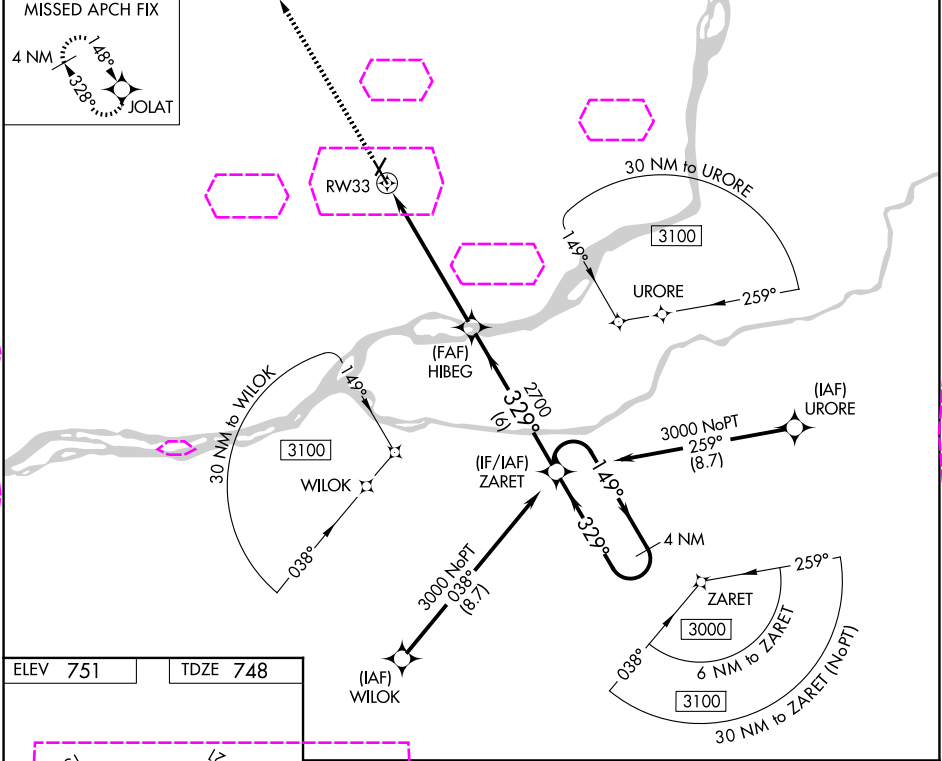 MISSED APCH FIX
4 NM
148°
328°
JOLAT
RW33
30 NM to URORE
149°
3100
URORE
259°
(FAF)
HIBEG
30 NM to WILOK
149°
3100
WILOK
038°
2700
329°
(6)
(IAF)
URORE
3000 NoPT
259°
(8.7)
(IF/IAF)
ZARET
149°
329°
4 NM
3000 NoPT
038°
(8.7)
(IAF)
WILOK
259°
ZARET
3000
038°
6 NM to ZARET
3100
30 NM to ZARET (NoPT)
ELEV 751
TDZE 748